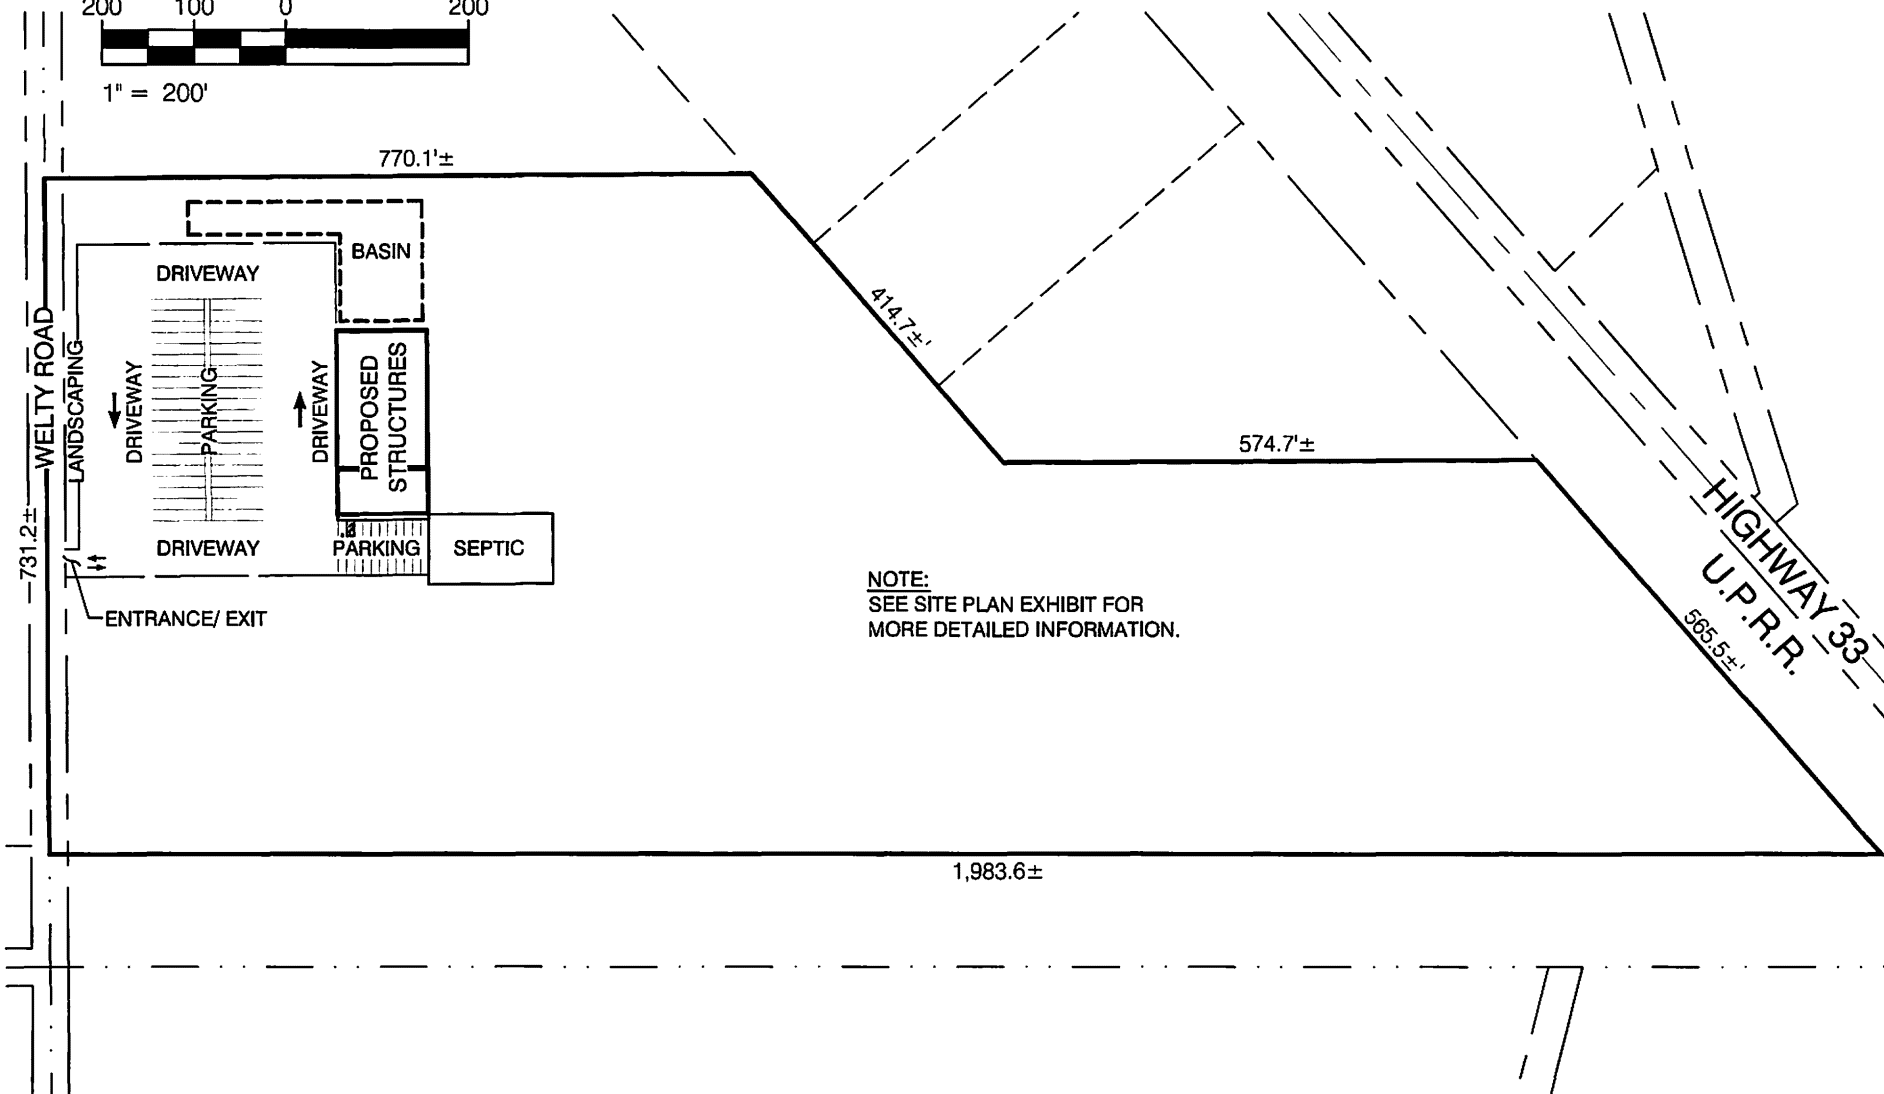 200 100 0 200
1" = 200'
770.1'±
BASIN
DRIVEWAY
WELTY ROAD
LANDSCAPING
DRIVEWAY
PARKING
DRIVEWAY
PROPOSED
STRUCTURES
414.7±'
574.7'±
731.2±
DRIVEWAY
PARKING
SEPTIC
ENTRANCE/ EXIT
NOTE:
SEE SITE PLAN EXHIBIT FOR
MORE DETAILED INFORMATION.
HIGHWAY 33
U.P.R.R.
565.5±'
1,983.6±